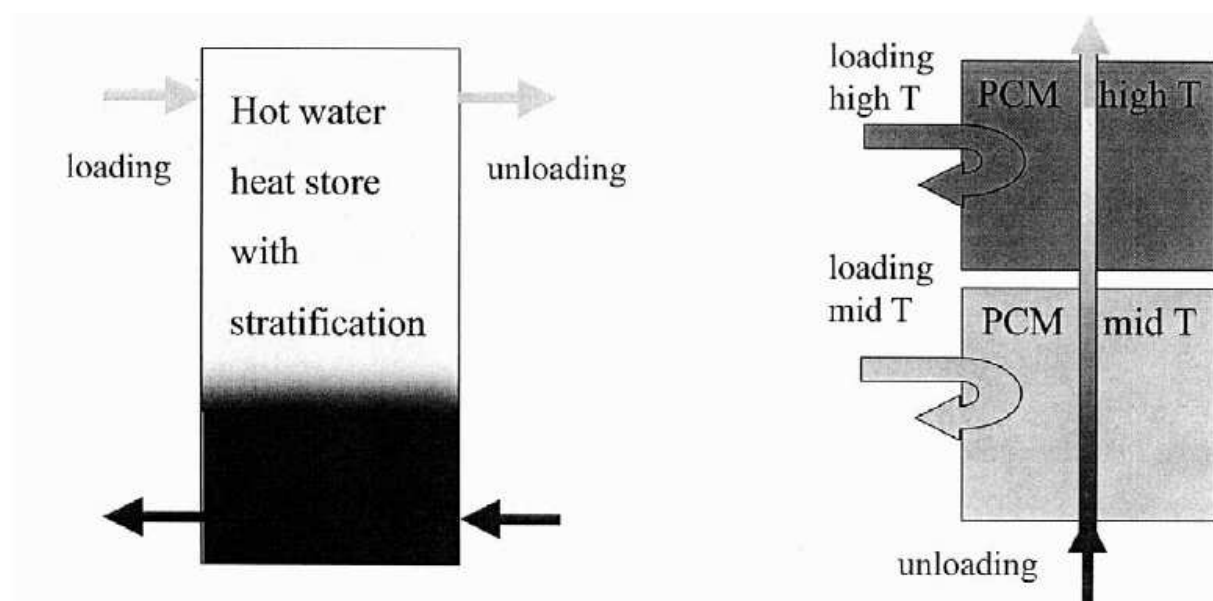 loading
Hot water
heat store
with
stratification
unloading
loading
high T
PCM high T
loading
mid T
PCM mid T
unloading